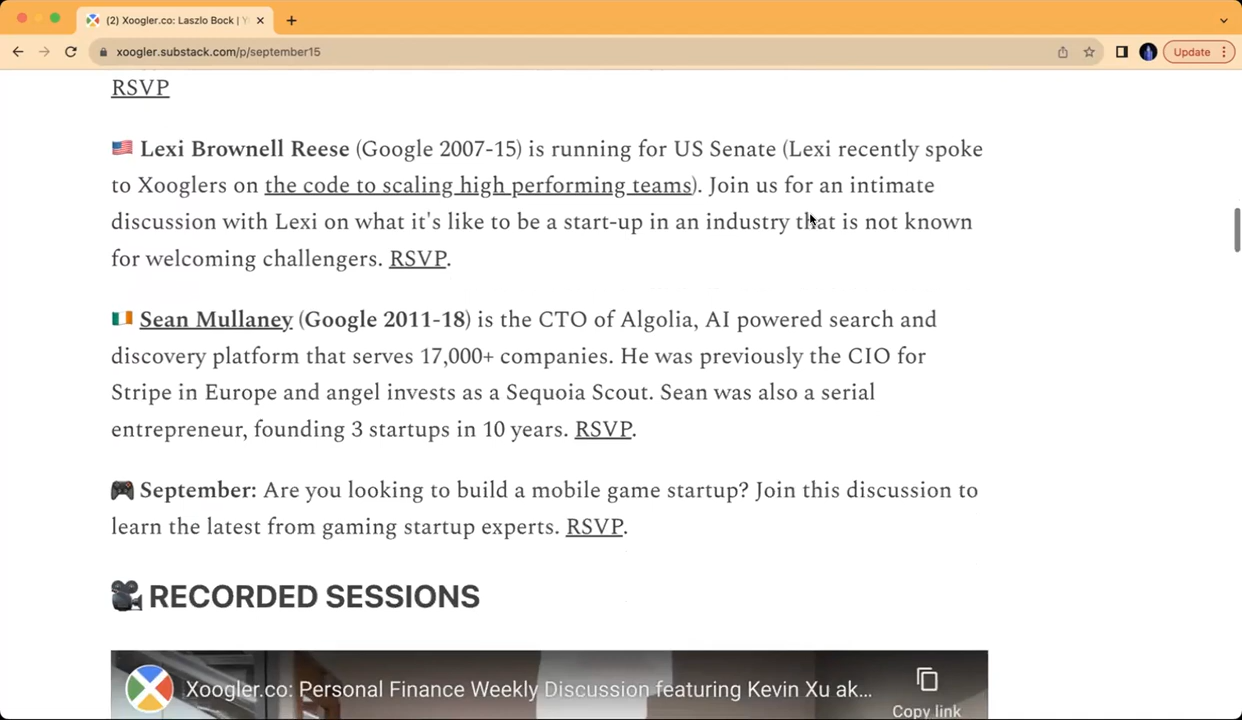 (2) Xoogler.co: Laszlo Bock |
xoogler.substack.com/p/september15
Update
RSVP
Lexi Brownell Reese (Google 2007-15) is running for US Senate (Lexi recently spoke
to Xooglers on the code to scaling high performing teams). Join us for an intimate
discussion with Lexi on what it's like to be a start-up in an industry that is not known
for welcoming challengers. RSVP.
Sean Mullaney (Google 2011-18) is the CTO of Algolia, AI powered search and
discovery platform that serves 17,000+ companies. He was previously the CIO for
Stripe in Europe and angel invests as a Sequoia Scout. Sean was also a serial
entrepreneur, founding 3 startups in 10 years. RSVP.
September: Are you looking to build a mobile game startup? Join this discussion to
learn the latest from gaming startup experts. RSVP.
RECORDED SESSIONS
Xoogler.co: Personal Finance Weekly Discussion featuring Kevin Xu ak...
Copy link